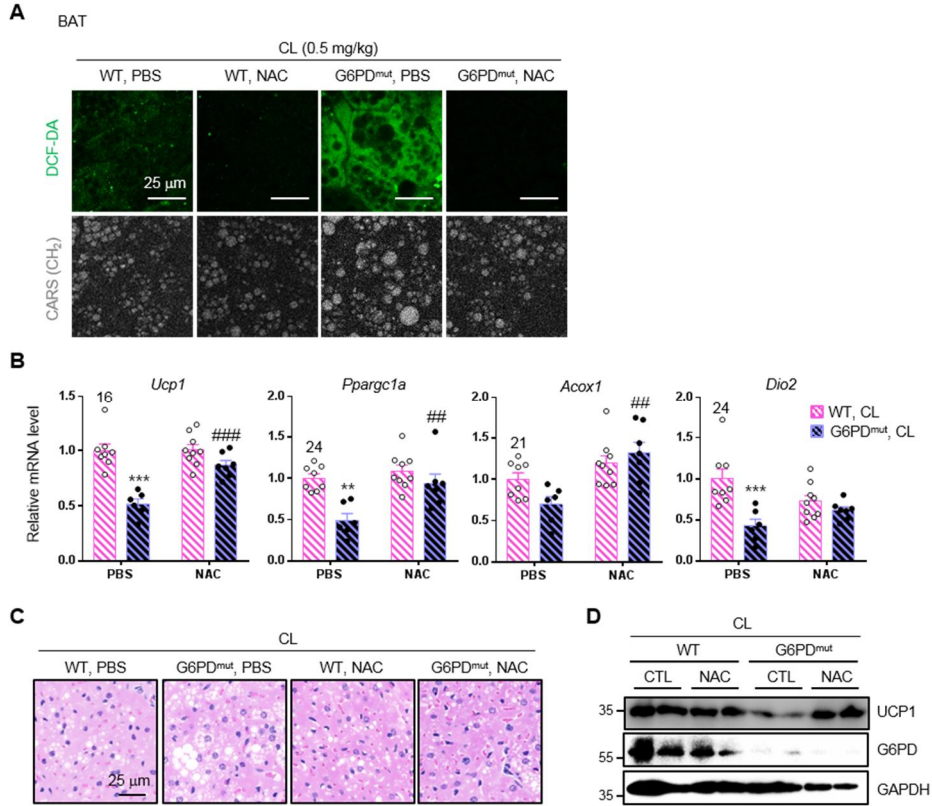 A
BAT
CL (0.5 mg/kg)
WT, PBS WT, NAC G6PDᵐᵘᵗ, PBS G6PDᵐᵘᵗ, NAC
DCF-DA
25 μm
CARS (CH₂)
B
Ucp1 Ppargc1a Acox1 Dio2
Relative mRNA level
1.5 1.0 0.5 0.0
16 *** ###
PBS NAC
2.0 1.5 1.0 0.5 0.0
24 ** ##
PBS NAC
2.0 1.5 1.0 0.5 0.0
21 ##
PBS NAC
2.0 1.5 1.0 0.5 0.0
24 ***
PBS NAC
WT, CL
G6PDᵐᵘᵗ, CL
C
CL
WT, PBS G6PDᵐᵘᵗ, PBS WT, NAC G6PDᵐᵘᵗ, NAC
25 μm
D
CL
WT G6PDᵐᵘᵗ
CTL NAC CTL NAC
35 UCP1
55 G6PD
35 GAPDH